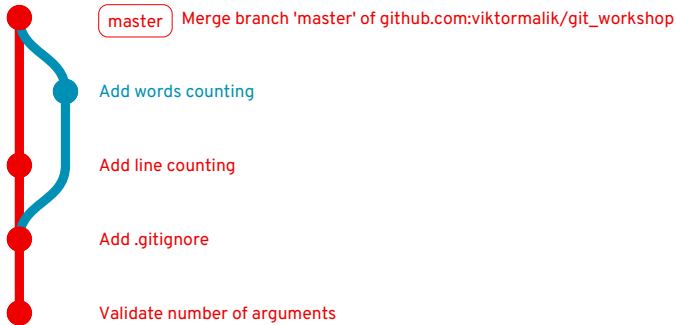 master Merge branch 'master' of github.com:viktormalik/git_workshop
Add words counting
Add line counting
Add .gitignore
Validate number of arguments